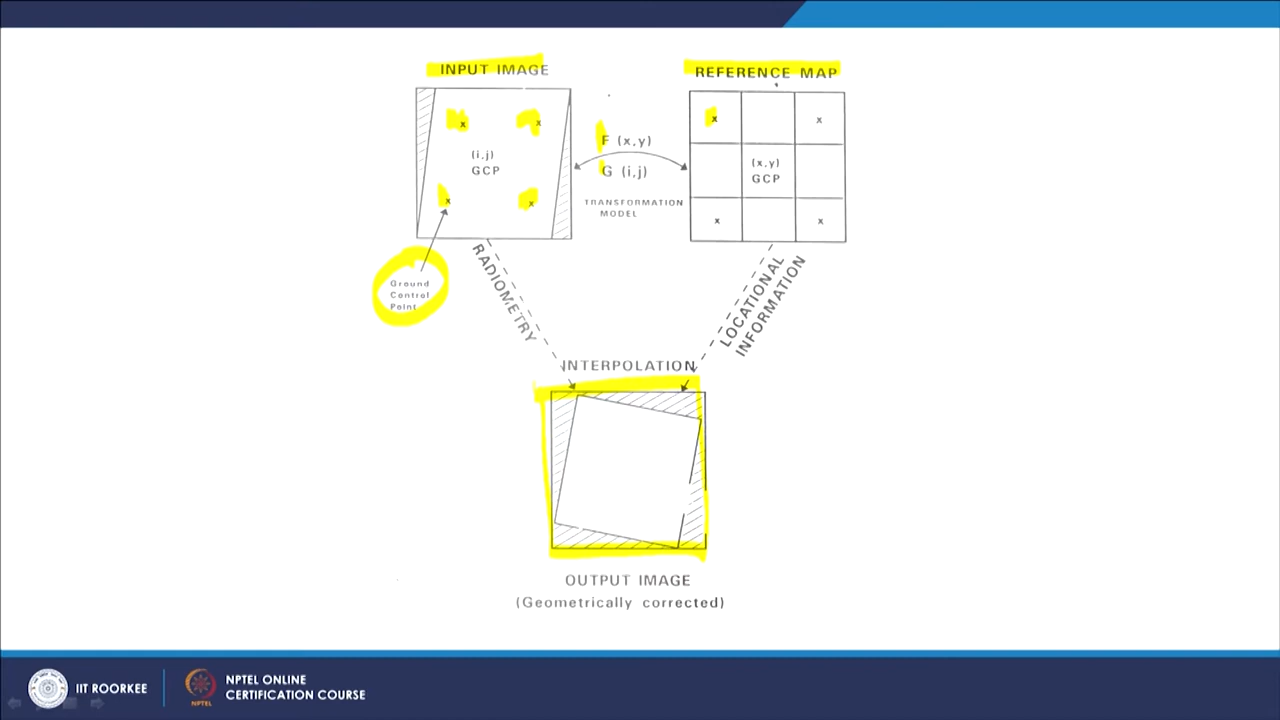 INPUT IMAGE
REFERENCE MAP
x
x
x
x
(i,j)
GCP
Ground
Control
Point
F (x,y)
G (i,j)
TRANSFORMATION
MODEL
x
x
(x,y)
GCP
x
x
RADIOMETRY
LOCATIONAL
INFORMATION
INTERPOLATION
OUTPUT IMAGE
(Geometrically corrected)
IIT ROORKEE
NPTEL
NPTEL ONLINE
CERTIFICATION COURSE